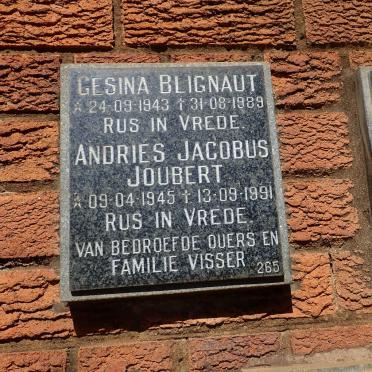 GESINA BLIGNAUT
* 24·09·1943 † 31·08·1989
RUS IN VREDE.
ANDRIES JACOBUS
JOUBERT
* 09·04·1945 † 13·09·1991
RUS IN VREDE.
VAN BEDROEFDE OUERS EN
FAMILIE VISSER
265